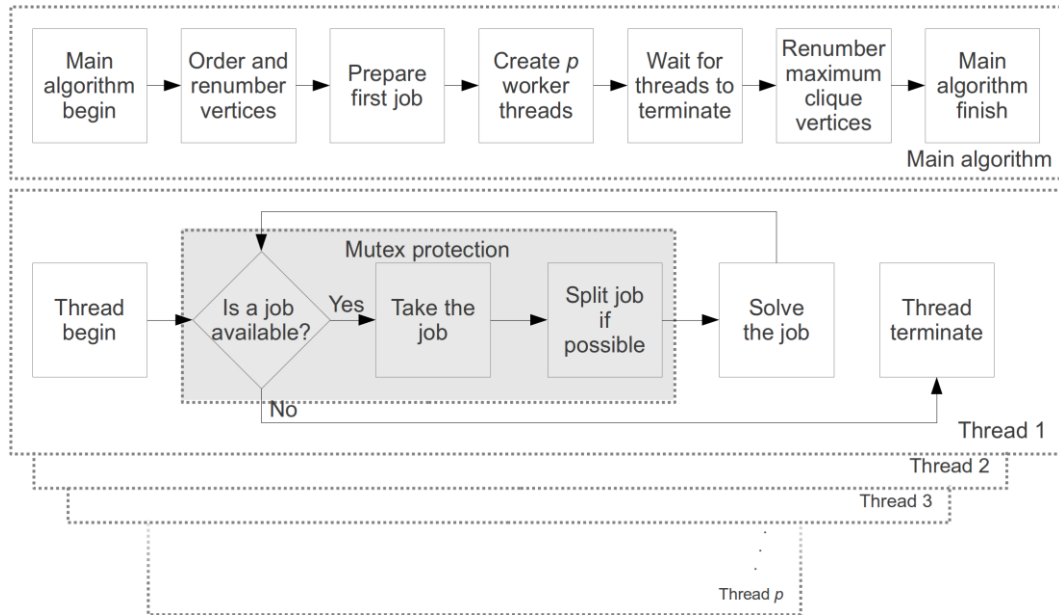 Main
algorithm
begin
Order and
renumber
vertices
Prepare
first job
Create p
worker
threads
Wait for
threads to
terminate
Renumber
maximum
clique
vertices
Main
algorithm
finish
Main algorithm
Mutex protection
Thread
begin
Is a job
available?
Yes
Take the
job
Split job
if
possible
Solve
the job
Thread
terminate
No
Thread 1
Thread 2
Thread 3
Thread p